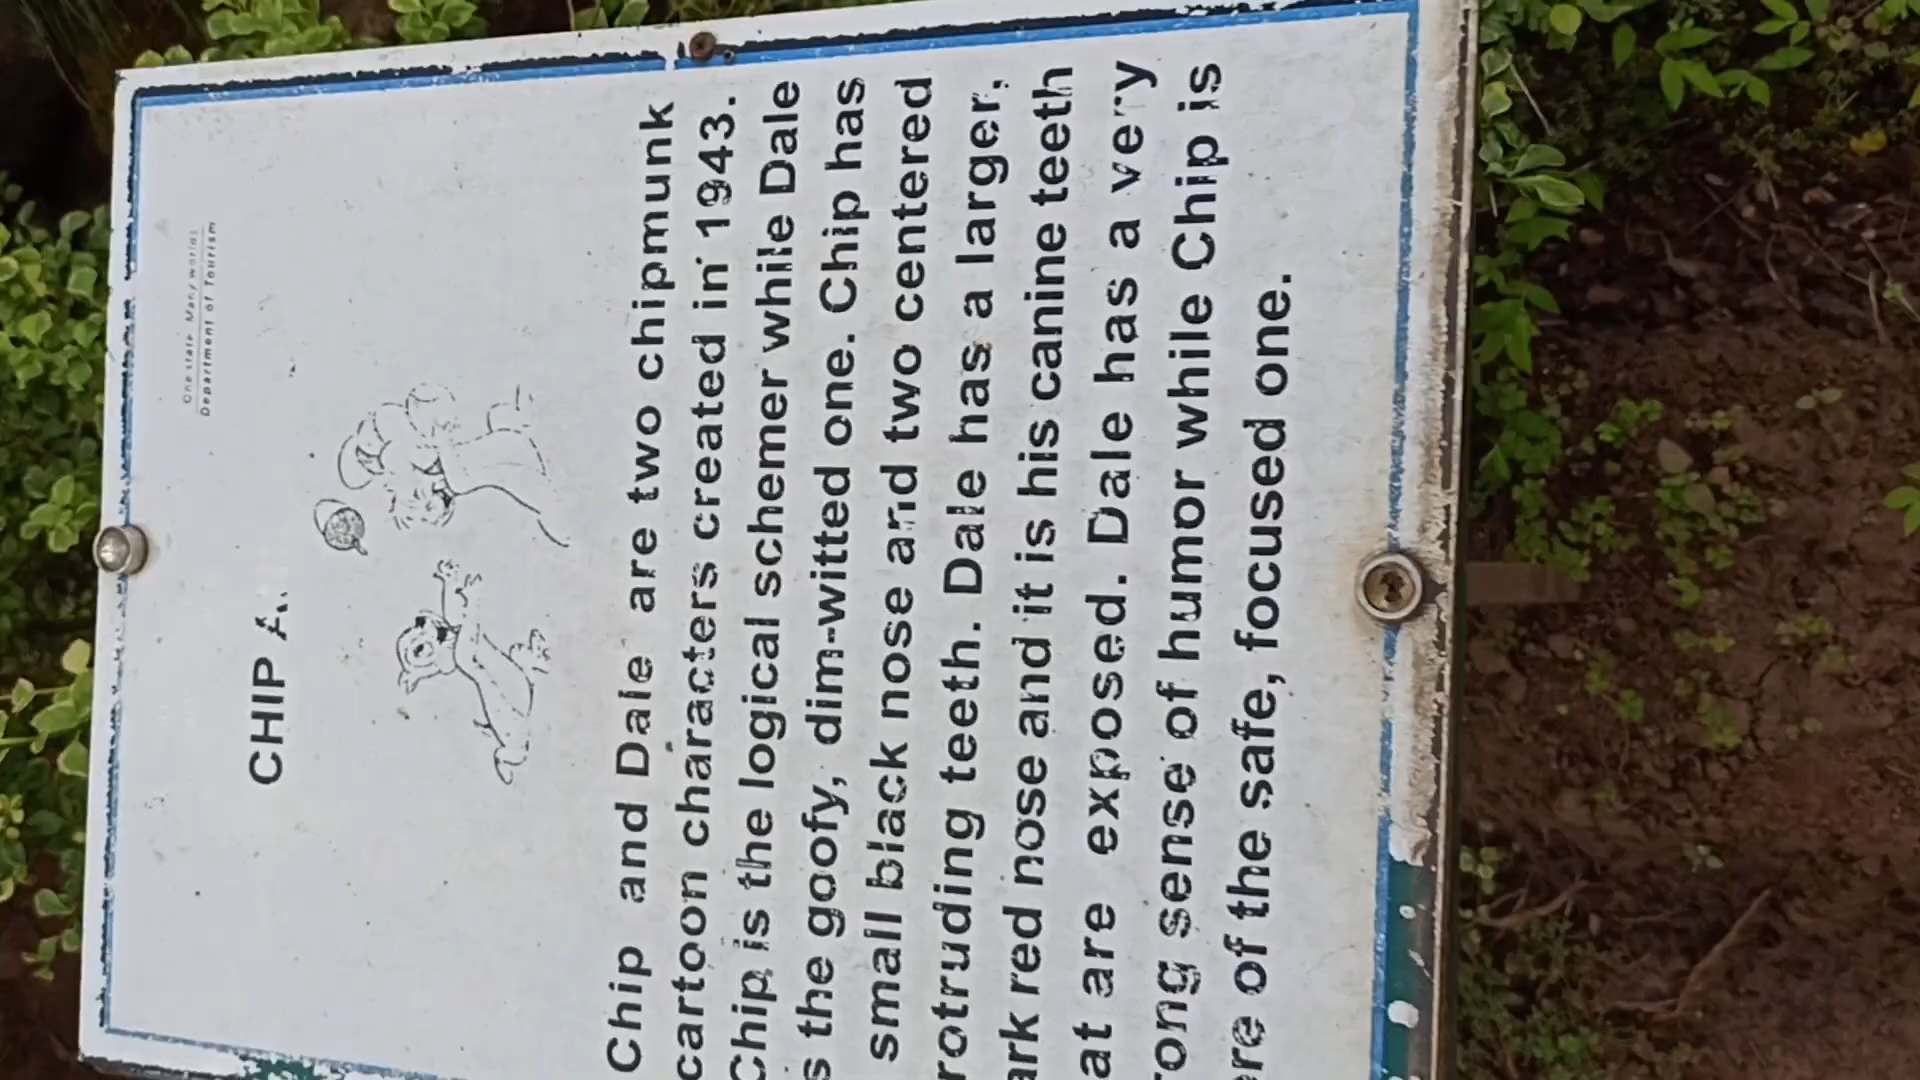 One state. Many worlds
Department of Tourism
CHIP A
Chip and Dale are two chipmunk
cartoon characters created in 1943.
Chip is the logical schemer while Dale
s the goofy, dim-witted one. Chip has
small black nose and two centered
rotruding teeth. Dale has a larger,
ark red nose and it is his canine teeth
at are exposed. Dale has a very
rong sense of humor while Chip is
ere of the safe, focused one.